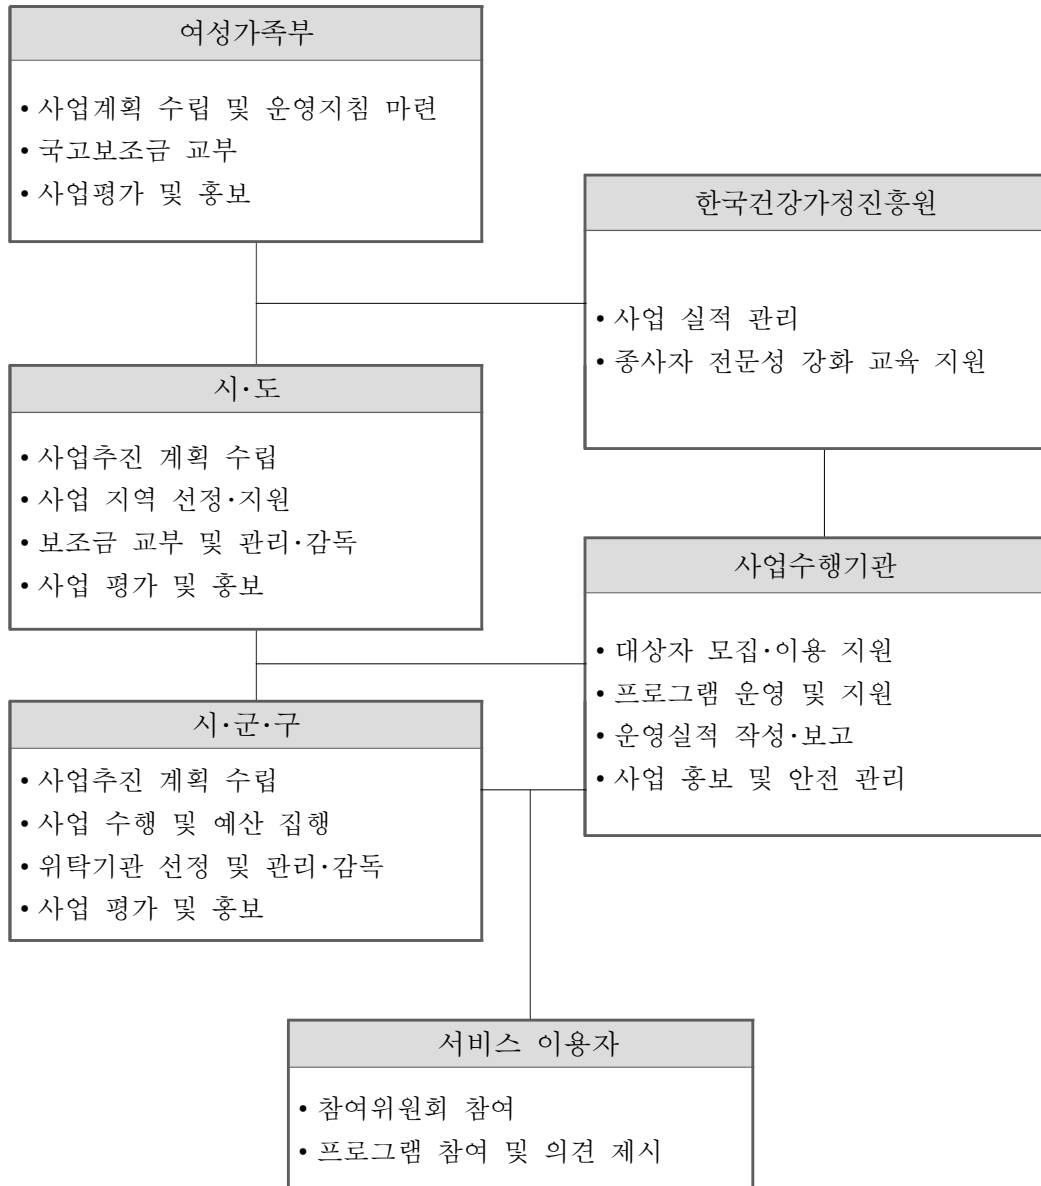 여성가족부
• 사업계획 수립 및 운영지침 마련
• 국고보조금 교부
• 사업평가 및 홍보
한국건강가정진흥원
• 사업 실적 관리
• 종사자 전문성 강화 교육 지원
시·도
• 사업추진 계획 수립
• 사업 지역 선정·지원
• 보조금 교부 및 관리·감독
• 사업 평가 및 홍보
사업수행기관
• 대상자 모집·이용 지원
• 프로그램 운영 및 지원
• 운영실적 작성·보고
• 사업 홍보 및 안전 관리
시·군·구
• 사업추진 계획 수립
• 사업 수행 및 예산 집행
• 위탁기관 선정 및 관리·감독
• 사업 평가 및 홍보
서비스 이용자
• 참여위원회 참여
• 프로그램 참여 및 의견 제시